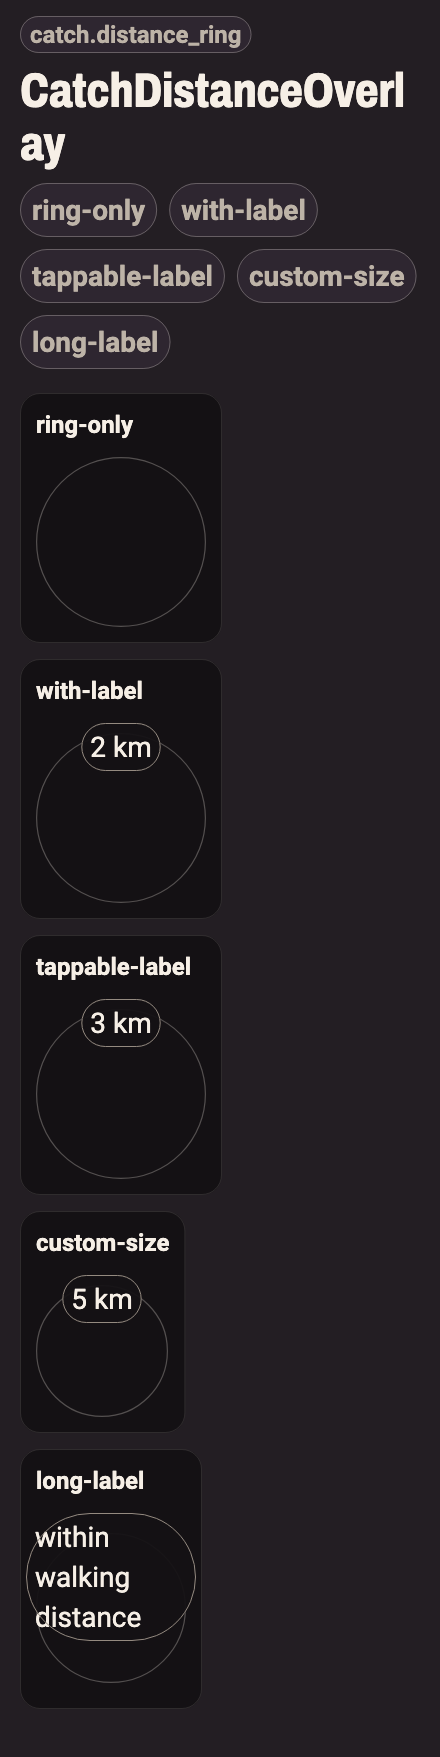 catch.distance_ring
CatchDistanceOverl
ay
ring-only
with-label
tappable-label
custom-size
long-label
ring-only
with-label
2 km
tappable-label
3 km
custom-size
5 km
long-label
within
walking
distance